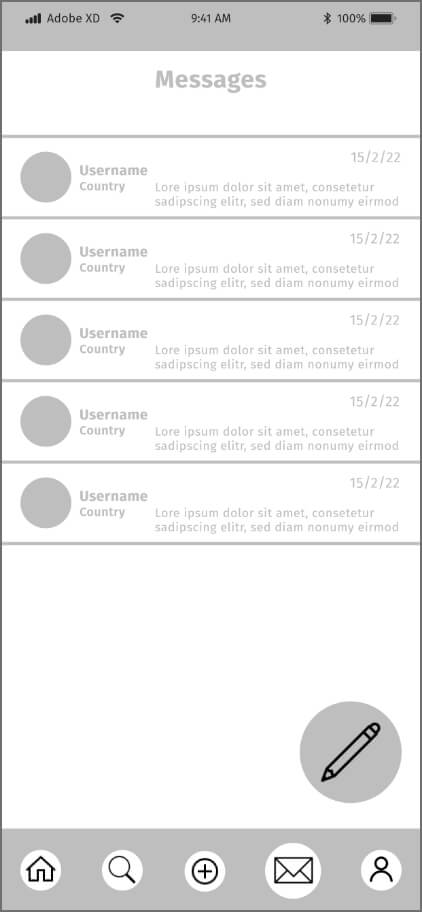 Adobe XD 9:41 AM 100%
Messages
15/2/22
Username
Country
Lore ipsum dolor sit amet, consetetur
sadipscing elitr, sed diam nonumy eirmod
15/2/22
Username
Country
Lore ipsum dolor sit amet, consetetur
sadipscing elitr, sed diam nonumy eirmod
15/2/22
Username
Country
Lore ipsum dolor sit amet, consetetur
sadipscing elitr, sed diam nonumy eirmod
15/2/22
Username
Country
Lore ipsum dolor sit amet, consetetur
sadipscing elitr, sed diam nonumy eirmod
15/2/22
Username
Country
Lore ipsum dolor sit amet, consetetur
sadipscing elitr, sed diam nonumy eirmod